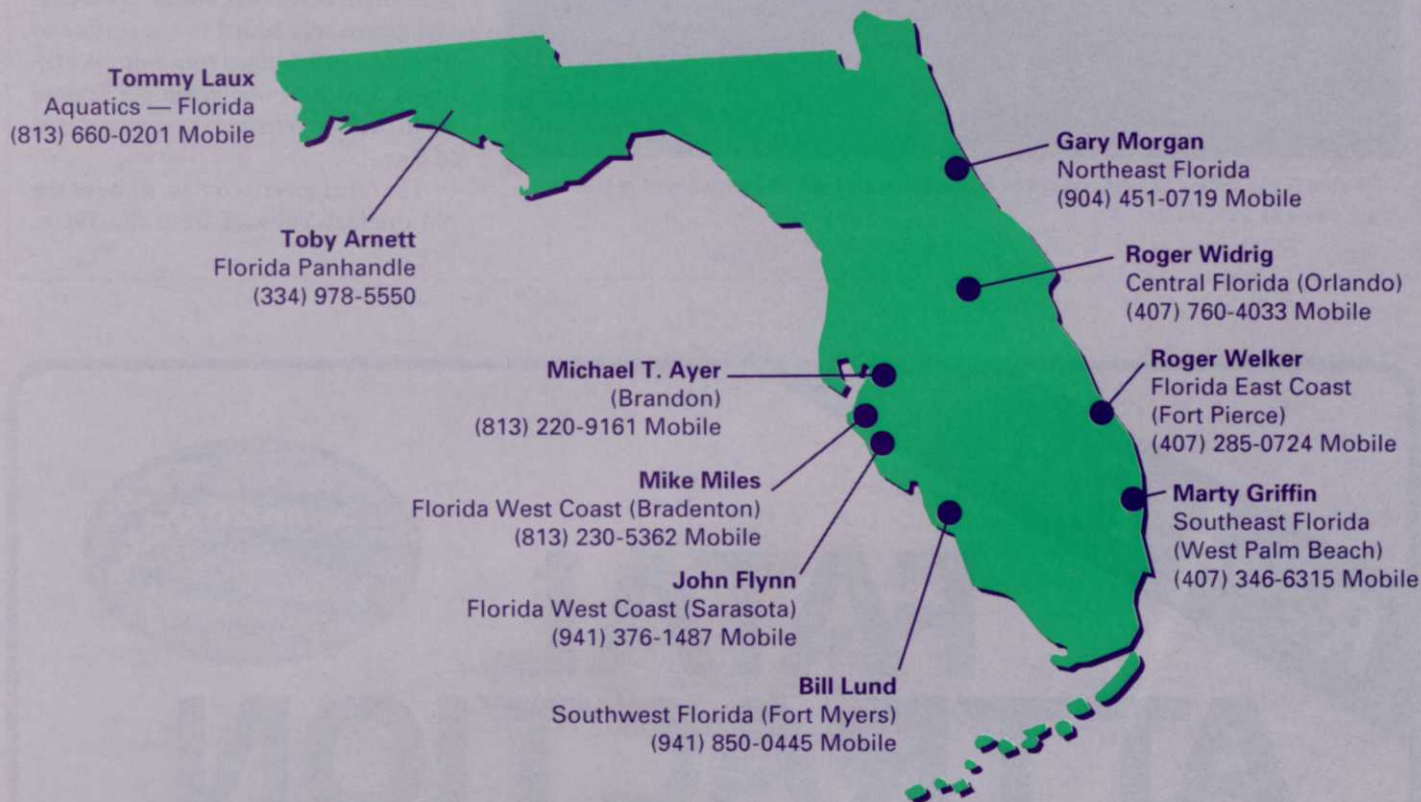 Tommy Laux
Aquatics — Florida
(813) 660-0201 Mobile
Toby Arnett
Florida Panhandle
(334) 978-5550
Michael T. Ayer
(Brandon)
(813) 220-9161 Mobile
Mike Miles
Florida West Coast (Bradenton)
(813) 230-5362 Mobile
John Flynn
Florida West Coast (Sarasota)
(941) 376-1487 Mobile
Bill Lund
Southwest Florida (Fort Myers)
(941) 850-0445 Mobile
Gary Morgan
Northeast Florida
(904) 451-0719 Mobile
Roger Widrig
Central Florida (Orlando)
(407) 760-4033 Mobile
Roger Welker
Florida East Coast
(Fort Pierce)
(407) 285-0724 Mobile
Marty Griffin
Southeast Florida
(West Palm Beach)
(407) 346-6315 Mobile